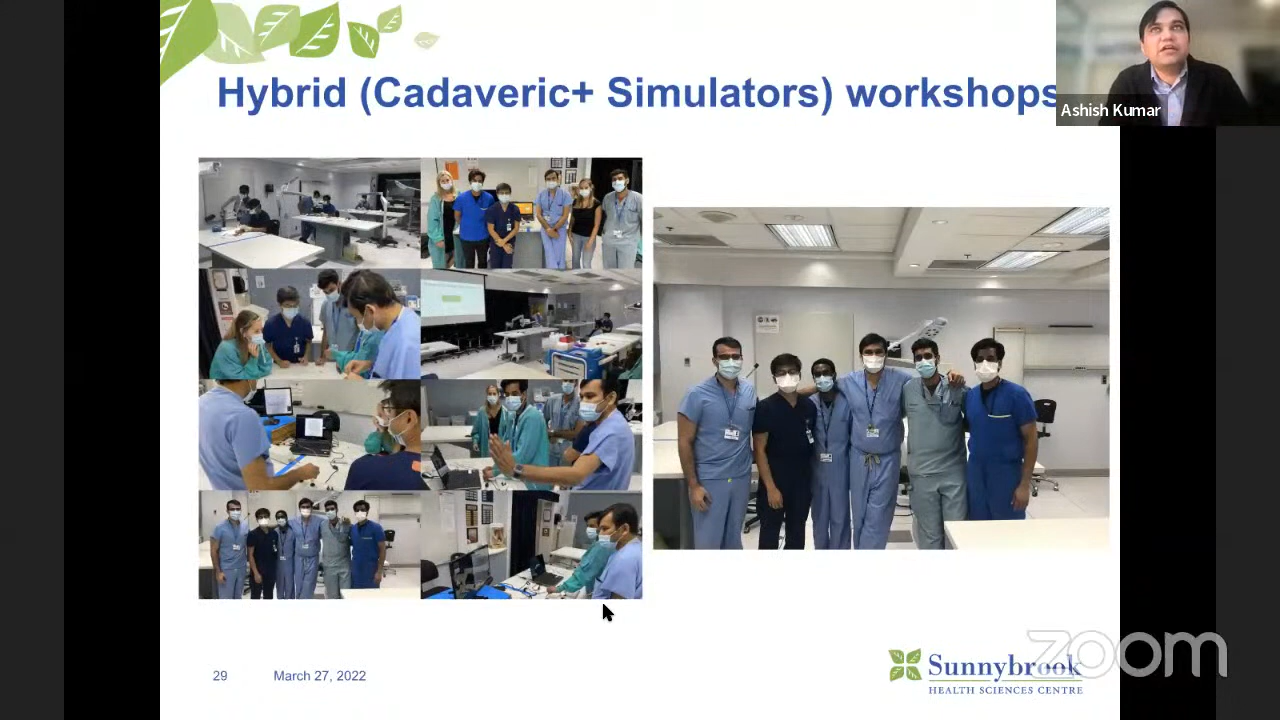 Hybrid (Cadaveric+ Simulators) workshops
Ashish Kumar
29
March 27, 2022
Sunnybrook
HEALTH SCIENCES CENTRE
zoom